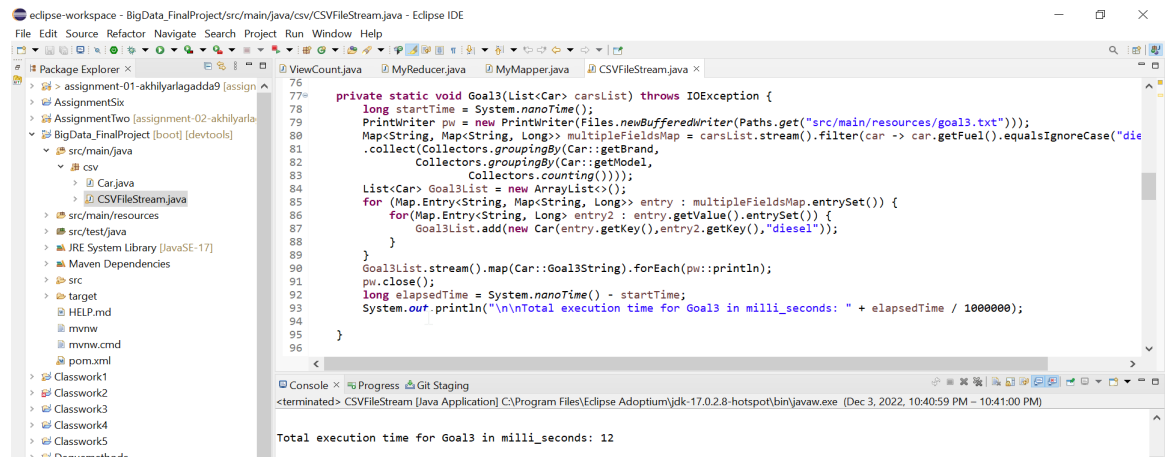 eclipse-workspace - BigData_FinalProject/src/main/java/csv/CSVFileStream.java - Eclipse IDE
File Edit Source Refactor Navigate Search Project Run Window Help
Package Explorer
> assignment-01-akhilyarlagadda9 [assign
AssignmentSix
AssignmentTwo [assignment-02-akhilyarla
BigData_FinalProject [boot] [devtools]
src/main/java
csv
Car.java
CSVFileStream.java
src/main/resources
src/test/java
JRE System Library [JavaSE-17]
Maven Dependencies
src
target
HELP.md
mvnw
mvnw.cmd
pom.xml
Classwork1
Classwork2
Classwork3
Classwork4
Classwork5
ViewCount.java MyReducer.java MyMapper.java CSVFileStream.java
76
77 private static void Goal3(List<Car> carsList) throws IOException {
78 long startTime = System.nanoTime();
79 PrintWriter pw = new PrintWriter(Files.newBufferedWriter(Paths.get("src/main/resources/goal3.txt")));
80 Map<String, Map<String, Long>> multipleFieldsMap = carsList.stream().filter(car -> car.getFuel().equalsIgnoreCase("die
81 .collect(Collectors.groupingBy(Car::getBrand,
82 Collectors.groupingBy(Car::getModel,
83 Collectors.counting())));
84 List<Car> Goal3List = new ArrayList<>();
85 for (Map.Entry<String, Map<String, Long>> entry : multipleFieldsMap.entrySet()) {
86 for(Map.Entry<String, Long> entry2 : entry.getValue().entrySet()) {
87 Goal3List.add(new Car(entry.getKey(),entry2.getKey(),"diesel"));
88 }
89 }
90 Goal3List.stream().map(Car::Goal3String).forEach(pw::println);
91 pw.close();
92 long elapsedTime = System.nanoTime() - startTime;
93 System.out.println("\n\nTotal execution time for Goal3 in milli_seconds: " + elapsedTime / 1000000);
94
95 }
96
Console Progress Git Staging
<terminated> CSVFileStream [Java Application] C:\Program Files\Eclipse Adoptium\jdk-17.0.2.8-hotspot\bin\javaw.exe (Dec 3, 2022, 10:40:59 PM – 10:41:00 PM)
Total execution time for Goal3 in milli_seconds: 12